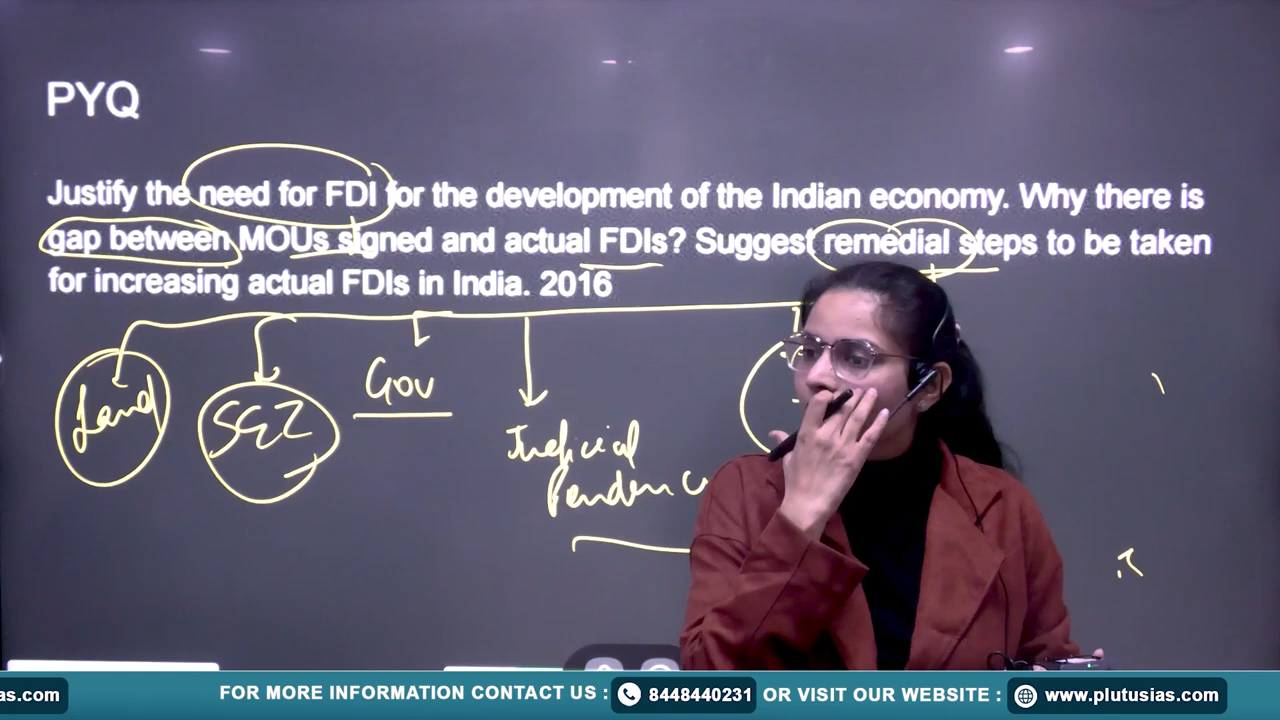 PYQ
Justify the need for FDI for the development of the Indian economy. Why there is
gap between MOUs signed and actual FDIs? Suggest remedial steps to be taken
for increasing actual FDIs in India. 2016
Land
SEZ
Gov
Judicial
as.com
FOR MORE INFORMATION CONTACT US :
8448440231
OR VISIT OUR WEBSITE :
www.plutusias.com